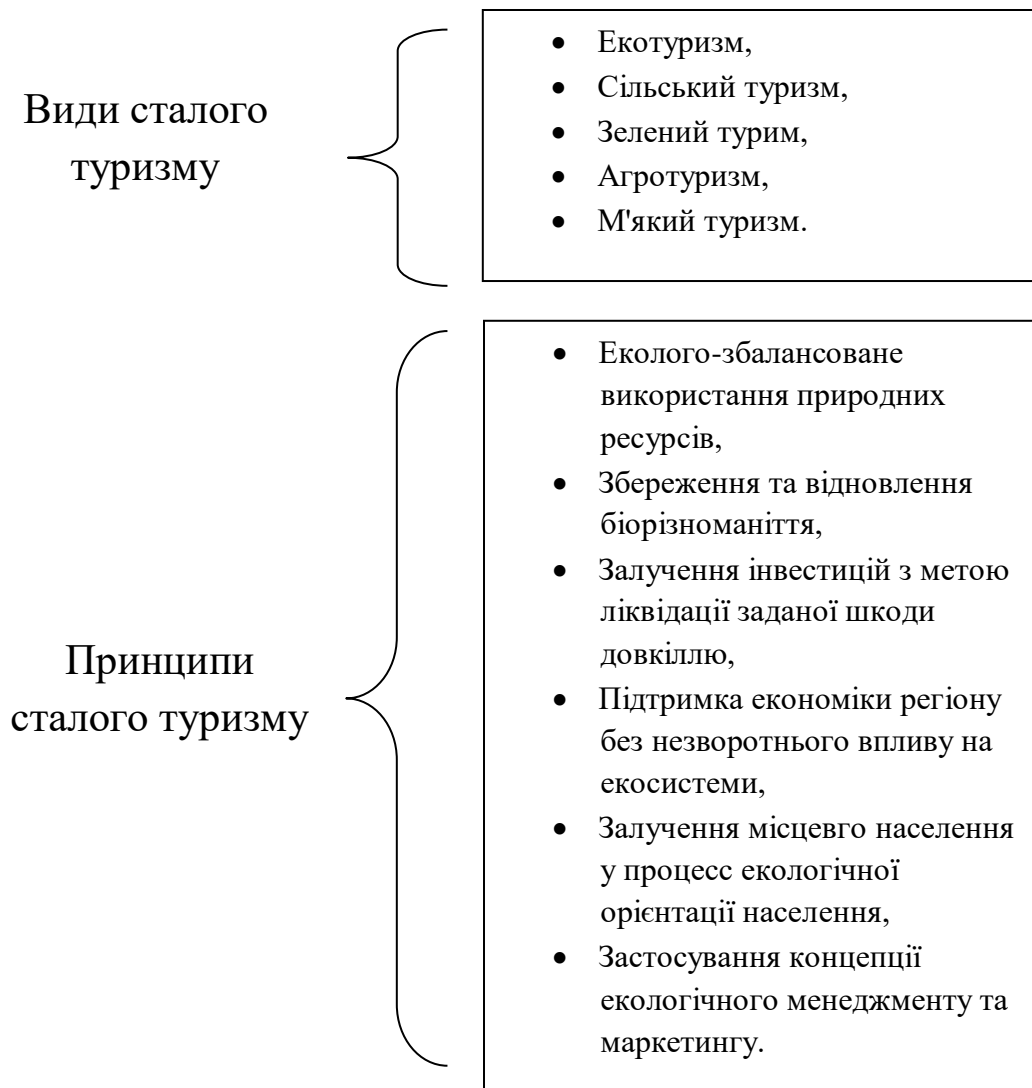 Види сталого
туризму
• Екотуризм,
• Сільський туризм,
• Зелений турим,
• Агротуризм,
• М'який туризм.
Принципи
сталого туризму
• Еколого-збалансоване
використання природних
ресурсів,
• Збереження та відновлення
біорізноманіття,
• Залучення інвестицій з метою
ліквідації заданої шкоди
довкіллю,
• Підтримка економіки регіону
без незворотнього впливу на
екосистеми,
• Залучення місцевго населення
у процесс екологічної
орієнтації населення,
• Застосування концепції
екологічного менеджменту та
маркетингу.